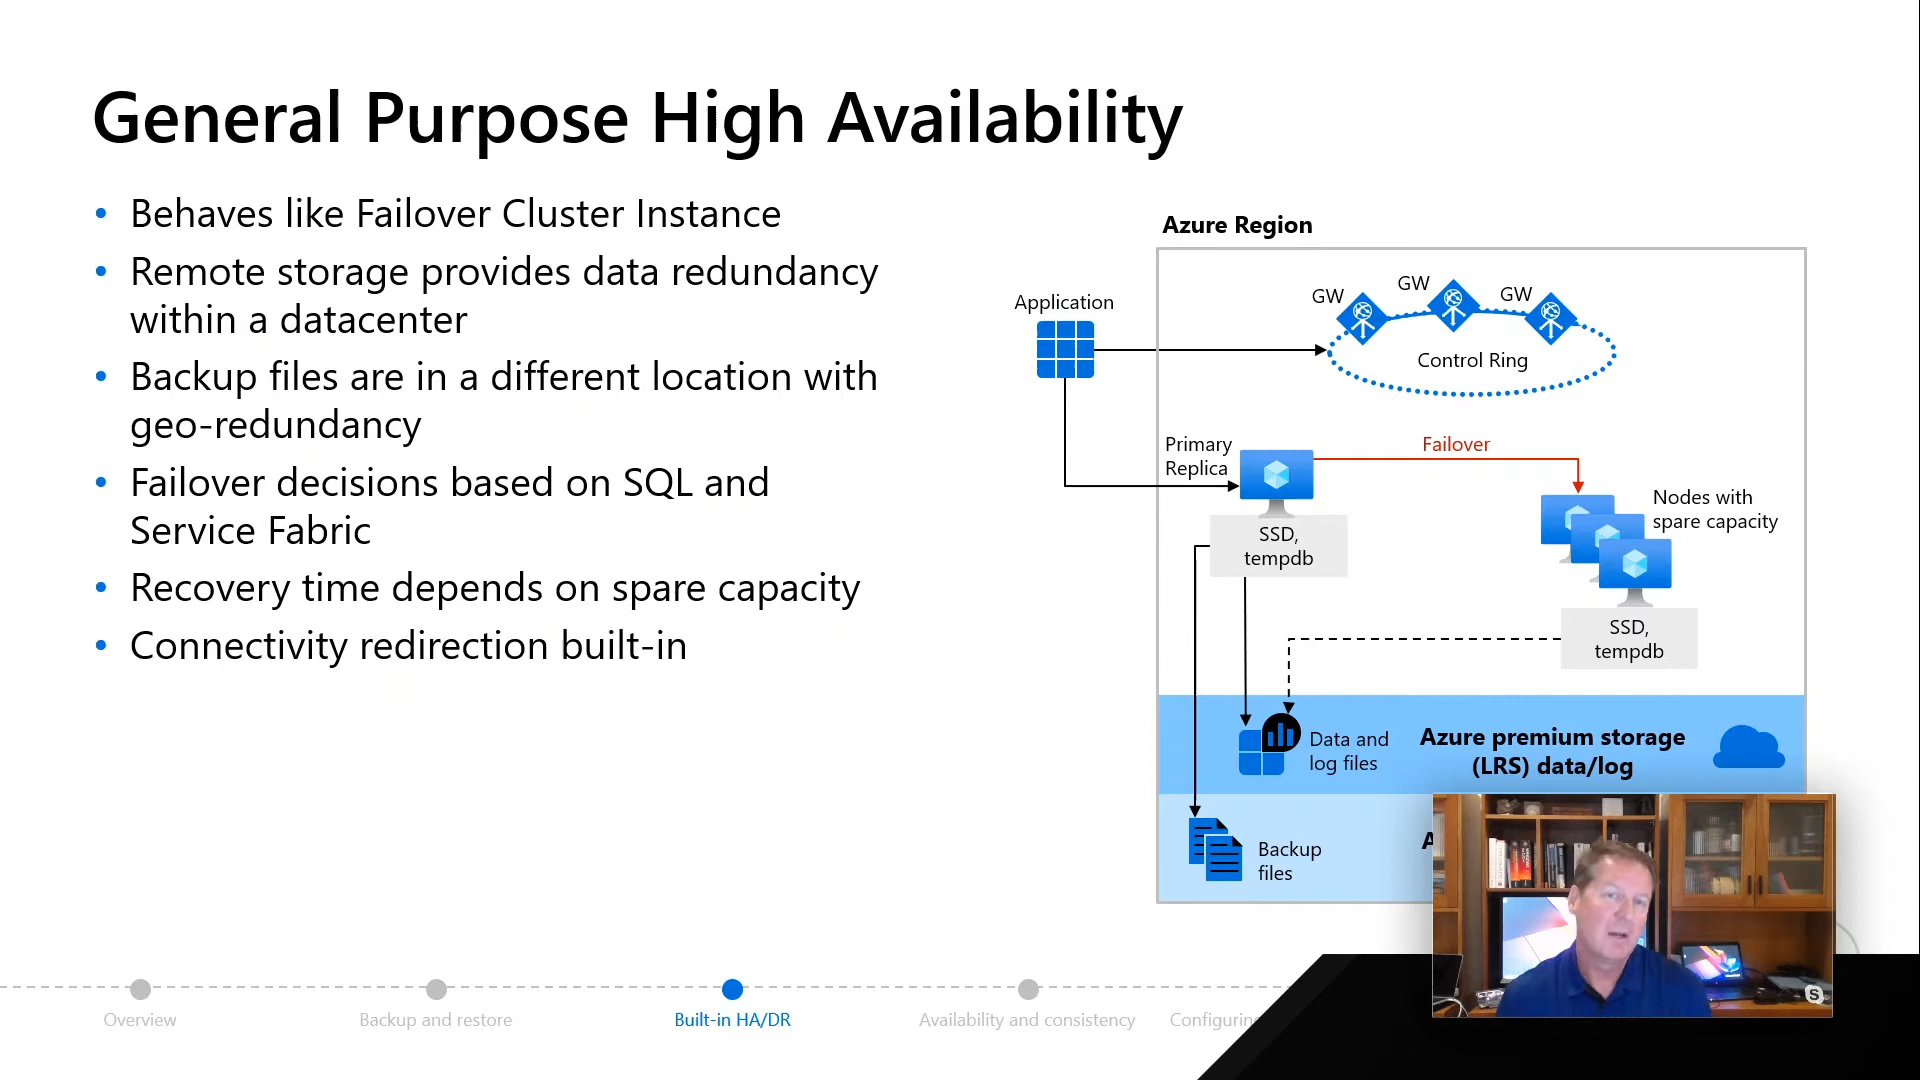 General Purpose High Availability
Behaves like Failover Cluster Instance
Remote storage provides data redundancy
within a datacenter
Backup files are in a different location with
geo-redundancy
Failover decisions based on SQL and
Service Fabric
Recovery time depends on spare capacity
Connectivity redirection built-in
Azure Region
Application
GW
GW
GW
Control Ring
Primary
Replica
Failover
Nodes with
spare capacity
SSD,
tempdb
SSD,
tempdb
Data and
log files
Azure premium storage
(LRS) data/log
Backup
files
Overview
Backup and restore
Built-in HA/DR
Availability and consistency